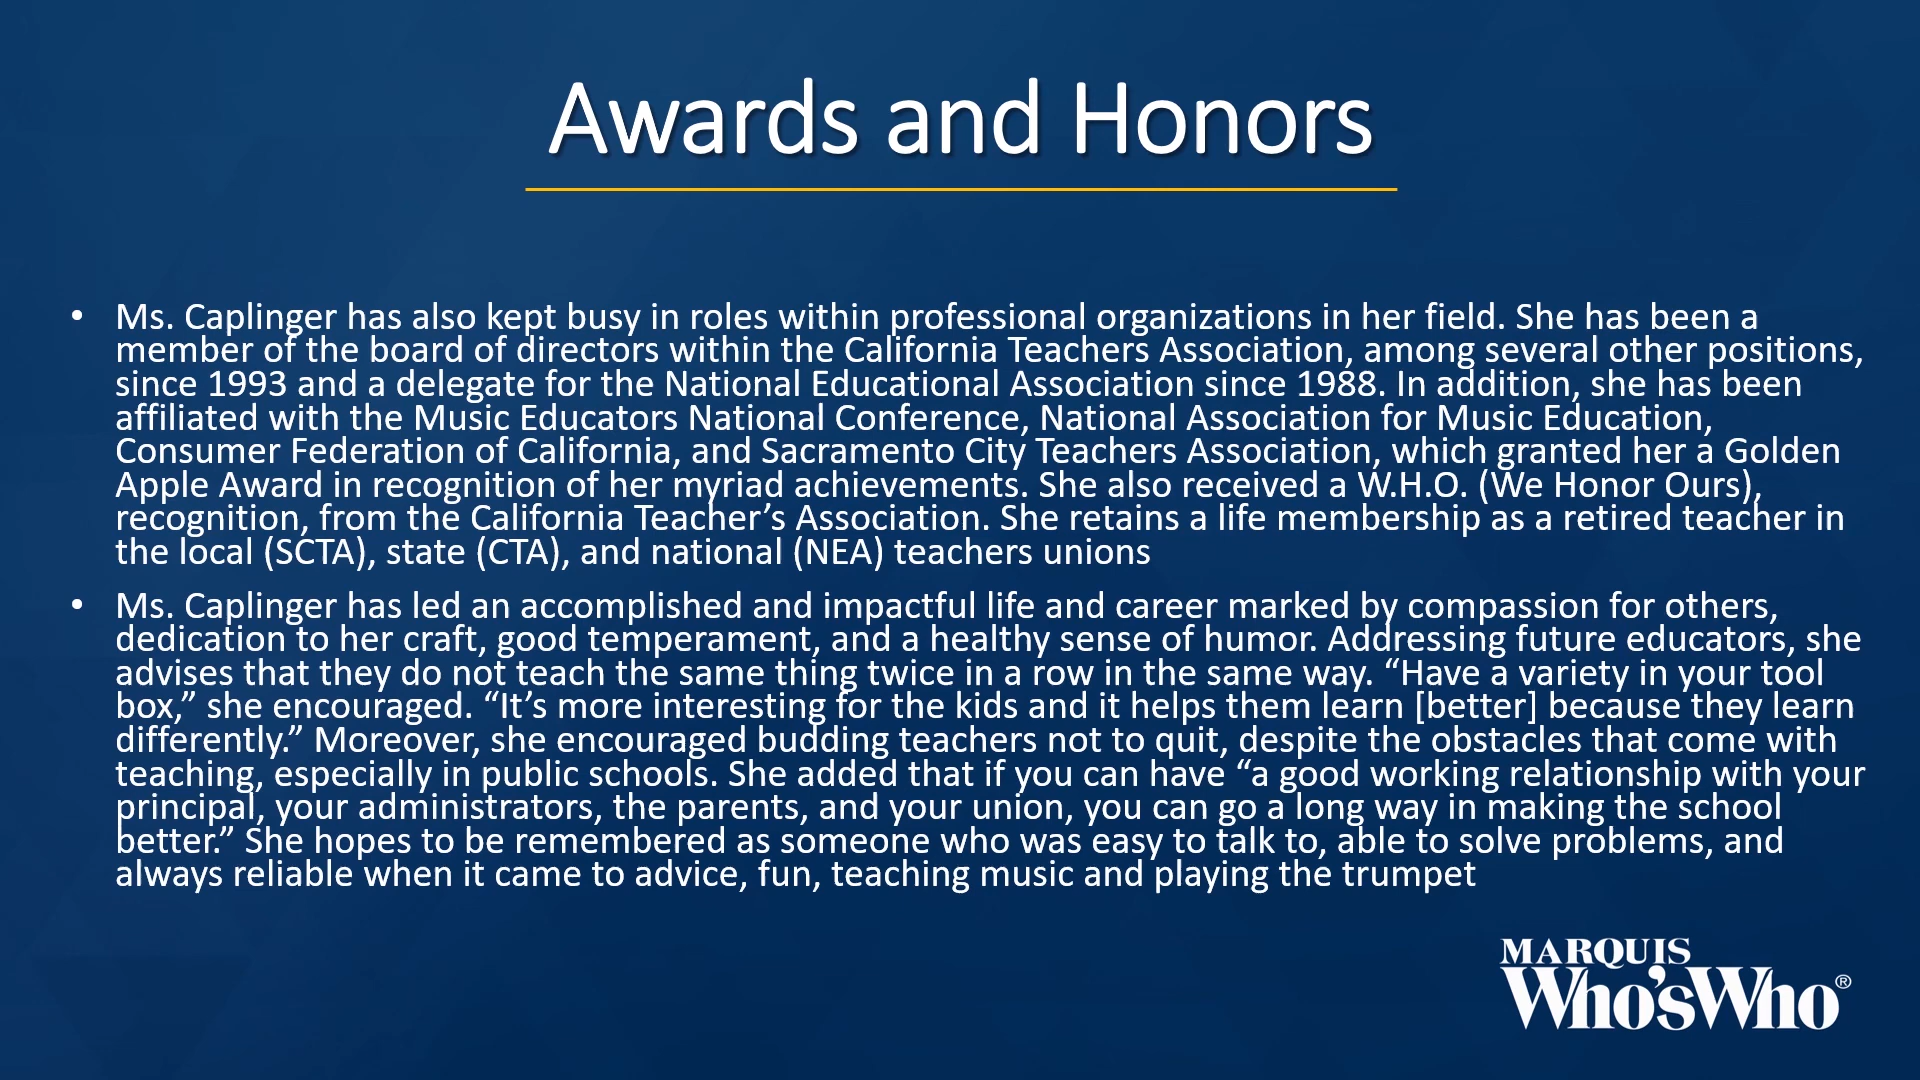 Awards and Honors
• Ms. Caplinger has also kept busy in roles within professional organizations in her field. She has been a
member of the board of directors within the California Teachers Association, among several other positions,
since 1993 and a delegate for the National Educational Association since 1988. In addition, she has been
affiliated with the Music Educators National Conference, National Association for Music Education,
Consumer Federation of California, and Sacramento City Teachers Association, which granted her a Golden
Apple Award in recognition of her myriad achievements. She also received a W.H.O. (We Honor Ours),
recognition, from the California Teacher’s Association. She retains a life membership as a retired teacher in
the local (SCTA), state (CTA), and national (NEA) teachers unions
• Ms. Caplinger has led an accomplished and impactful life and career marked by compassion for others,
dedication to her craft, good temperament, and a healthy sense of humor. Addressing future educators, she
advises that they do not teach the same thing twice in a row in the same way. “Have a variety in your tool
box,” she encouraged. “It’s more interesting for the kids and it helps them learn [better] because they learn
differently.” Moreover, she encouraged budding teachers not to quit, despite the obstacles that come with
teaching, especially in public schools. She added that if you can have “a good working relationship with your
principal, your administrators, the parents, and your union, you can go a long way in making the school
better.” She hopes to be remembered as someone who was easy to talk to, able to solve problems, and
always reliable when it came to advice, fun, teaching music and playing the trumpet
MARQUIS
Who'sWho®